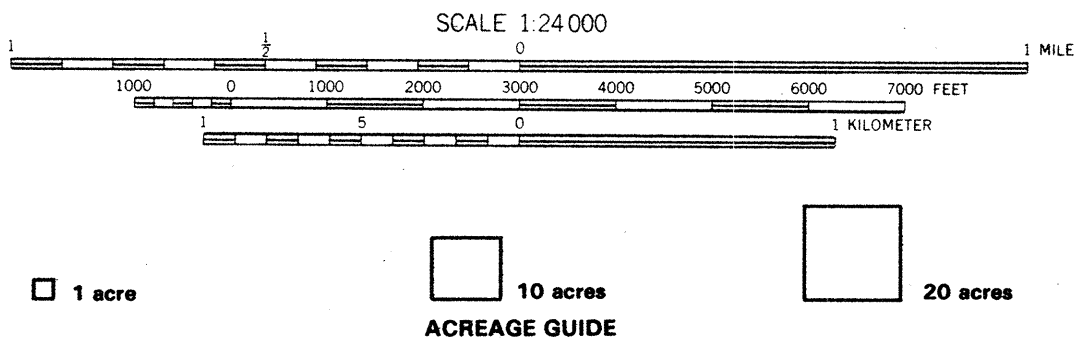 SCALE 1:24 000
1 ½ 0 1 MILE
1000 0 1000 2000 3000 4000 5000 6000 7000 FEET
1 5 0 1 KILOMETER
1 acre 10 acres 20 acres
ACREAGE GUIDE